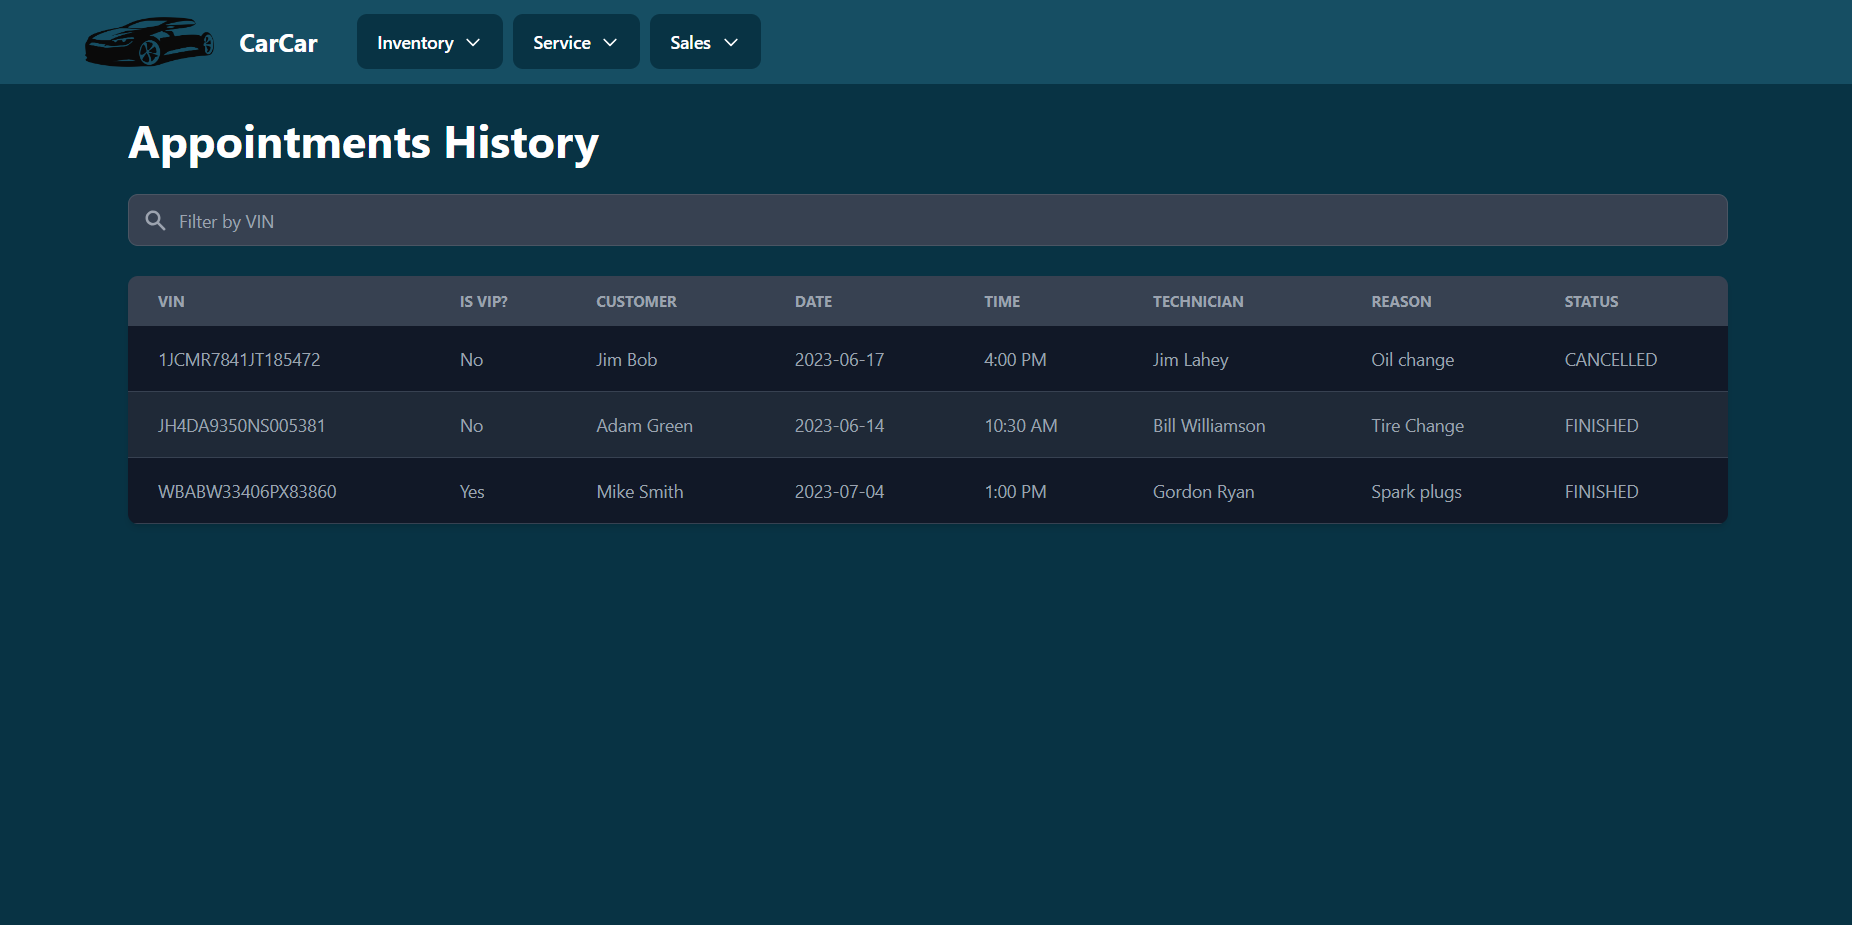 CarCar Inventory Service Sales
Appointments History
Filter by VIN
VIN IS VIP? CUSTOMER DATE TIME TECHNICIAN REASON STATUS
1JCMR7841JT185472 No Jim Bob 2023-06-17 4:00 PM Jim Lahey Oil change CANCELLED
JH4DA9350NS005381 No Adam Green 2023-06-14 10:30 AM Bill Williamson Tire Change FINISHED
WBABW33406PX83860 Yes Mike Smith 2023-07-04 1:00 PM Gordon Ryan Spark plugs FINISHED